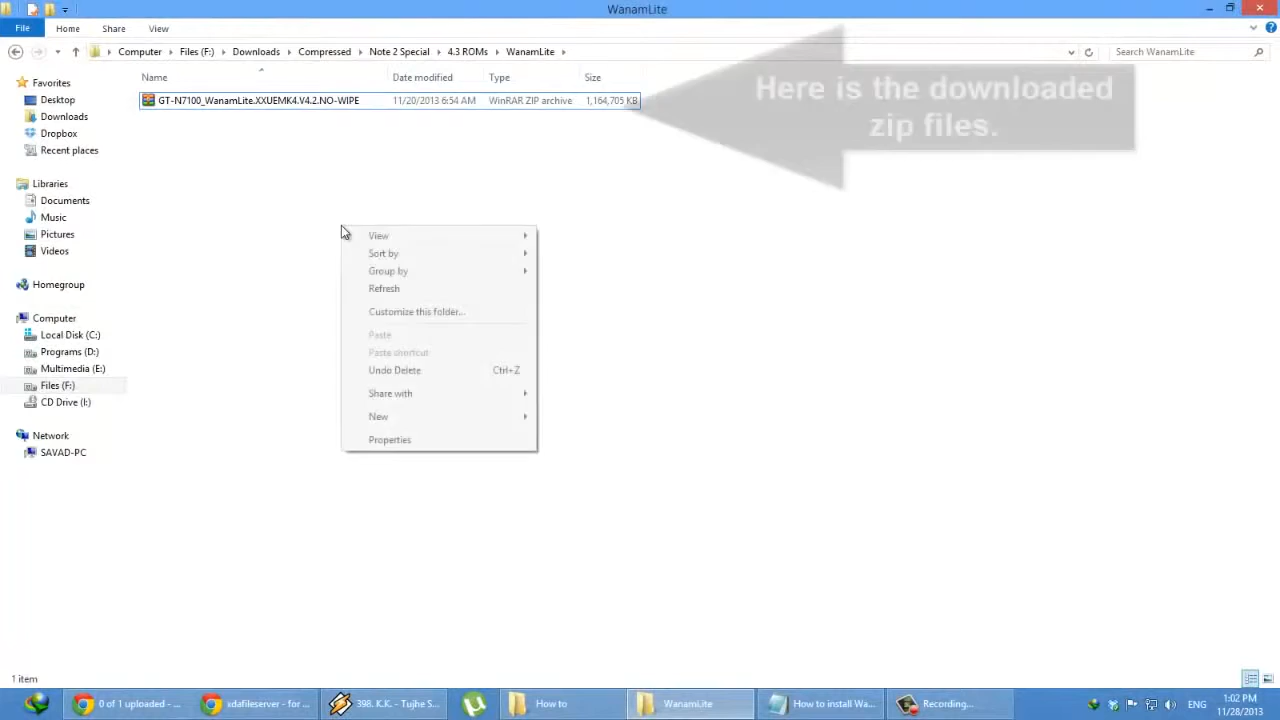 WanamLite
File Home Share View
Computer Files (F:) Downloads Compressed Note 2 Special 4.3 ROMs WanamLite Search WanamLite
Favorites
Desktop
Downloads
Dropbox
Recent places
Libraries
Documents
Music
Pictures
Videos
Homegroup
Computer
Local Disk (C:)
Programs (D:)
Multimedia (E:)
Files (F:)
CD Drive (I:)
Network
SAVAD-PC
Name Date modified Type Size
GT-N7100_WanamLite.XXUEMK4.V4.2.NO-WIPE 11/20/2013 6:54 AM WinRAR ZIP archive 1,164,705 KB
Here is the downloaded
zip files.
View
Sort by
Group by
Refresh
Customize this folder...
Paste
Paste shortcut
Undo Delete Ctrl+Z
Share with
New
Properties
1 item
0 of 1 uploaded - ... xdafileserver - for ... 398. K.K. - Tujhe S... How to WanamLite How to install Wa... Recording... ENG 1:02 PM
11/28/2013